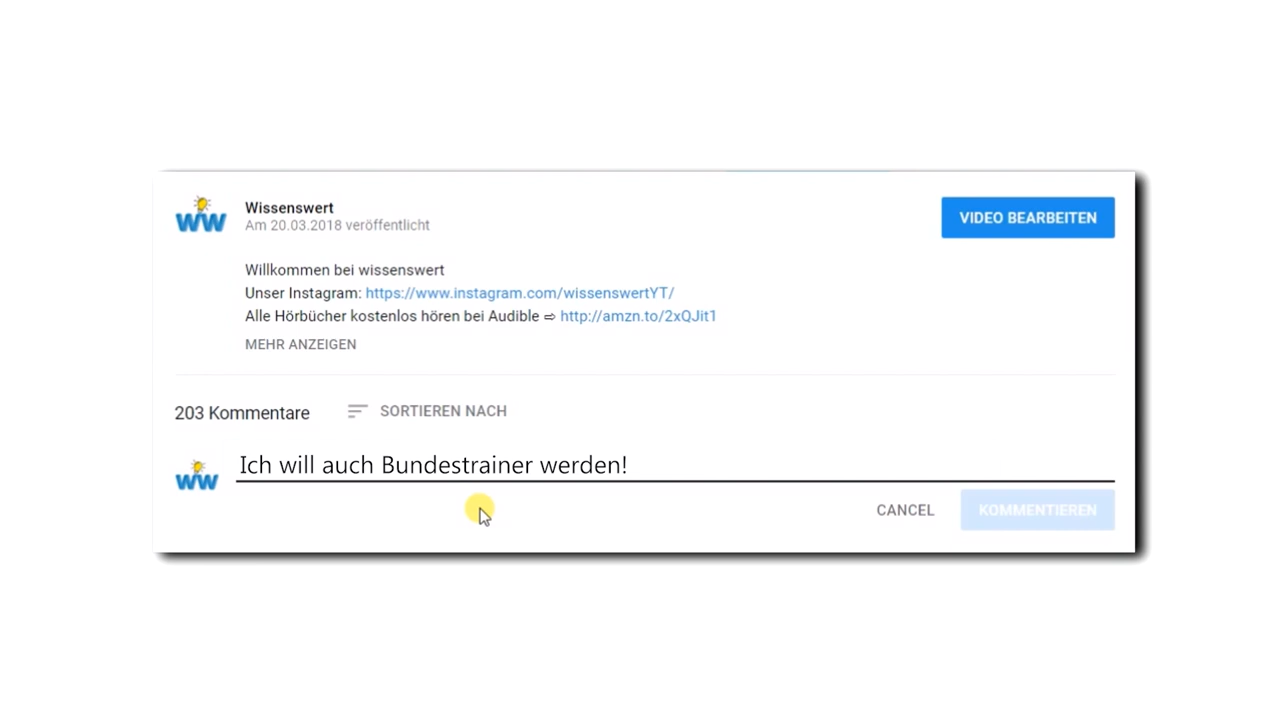 WW
Wissenswert
Am 20.03.2018 veröffentlicht
VIDEO BEARBEITEN
Willkommen bei wissenswert
Unser Instagram: https://www.instagram.com/wissenswertYT/
Alle Hörbücher kostenlos hören bei Audible ⇨ http://amzn.to/2xQJit1
MEHR ANZEIGEN
203 Kommentare
SORTIEREN NACH
WW
Ich will auch Bundestrainer werden!
CANCEL
KOMMENTIEREN